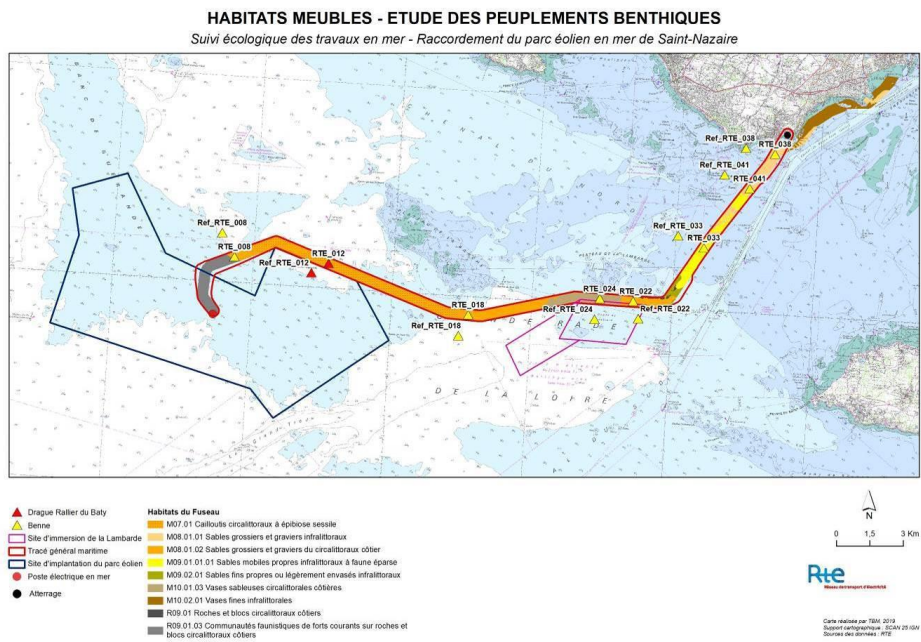 HABITATS MEUBLES - ETUDE DES PEUPLEMENTS BENTHIQUES
Suivi écologique des travaux en mer - Raccordement du parc éolien en mer de Saint-Nazaire
Ref_RTE_038
RTE_038
Ref_RTE_041
RTE_041
Ref_RTE_008
Ref_RTE_033
RTE_008
RTE_012
RTE_033
Ref_RTE_012
RTE_024
RTE_022
RTE_018
Ref_RTE_024
Ref_RTE_022
Ref_RTE_018
DE LA LOIRE
Drague Rallier du Baty
Benne
Site d'immersion de la Lambarde
Tracé général maritime
Site d'implantation du parc éolien
Poste électrique en mer
Atterrage
Habitats du Fuseau
M07.01 Cailloutis circalittoraux à épibiose sessile
M08.01.01 Sables grossiers et graviers infralittoraux
M08.01.02 Sables grossiers et graviers du circalittoral côtier
M09.01.01.01 Sables mobiles propres infralittoraux à faune éparse
M09.02.01 Sables fins propres ou légèrement envasés infralittoraux
M10.01.03 Vases sableuses circalittorales côtières
M10.02.01 Vases fines infralittorales
R09.01 Roches et blocs circalittoraux côtiers
R09.01.03 Communautés faunistiques de forts courants sur roches et
blocs circalittoraux côtiers
N
0 1,5 3 Km
Rte
Réseau de transport d'électricité
Carte réalisée par TBM, 2019
Support cartographique : SCAN 25 IGN
Sources des données : RTE